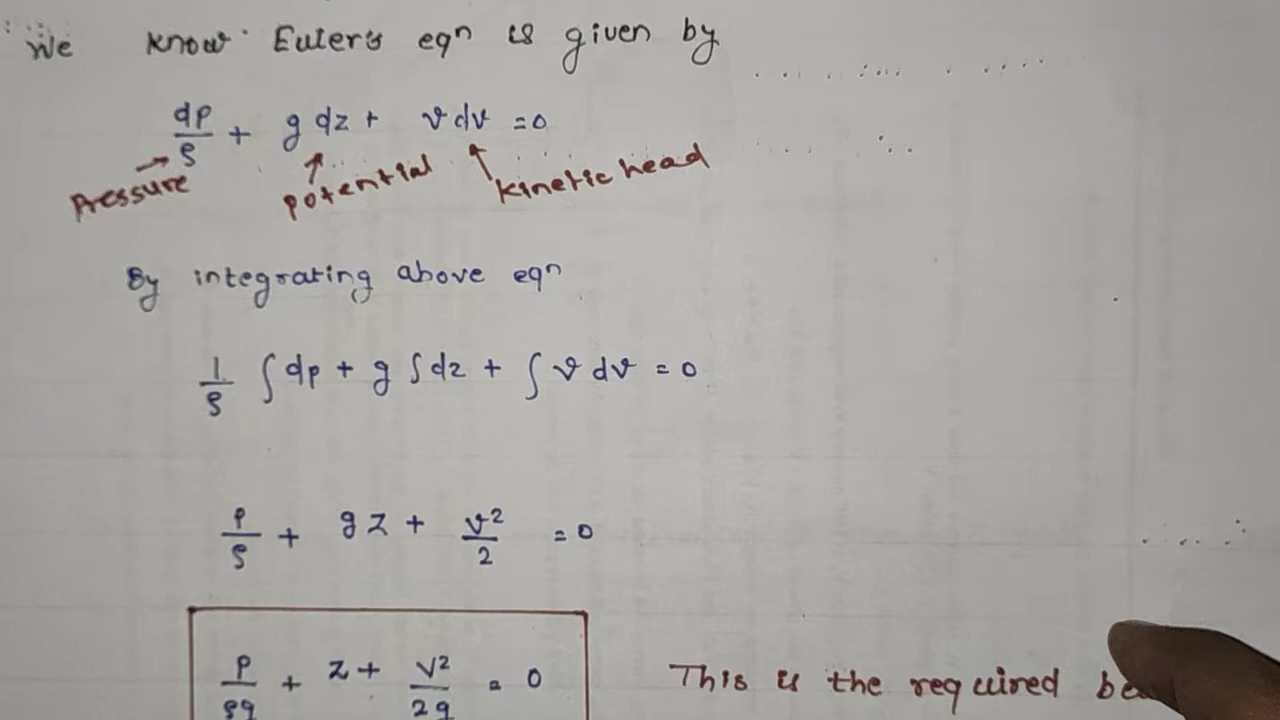 We know Euler's eqn is given by
dp/ρ + g dz + v dv = 0
Pressure potential kinetic head
By integrating above eqn
1/ρ ∫ dp + g ∫ dz + ∫ v dv = 0
P/ρ + gz + v²/2 = 0
P/ρg + z + v²/2g = 0 This is the required